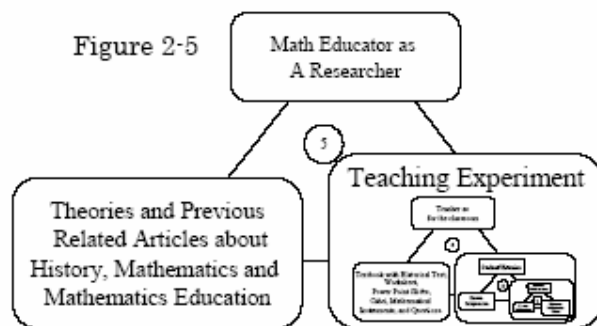 Figure 2-5
Math Educator as
A Researcher
5
Theories and Previous
Related Articles about
History, Mathematics and
Mathematics Education
Teaching Experiment
Teacher as
for the classroom
4
Textbook with Historical Text,
Worksheet,
Power Point Slides,
Cabri, Mathematical
Instruments, and Questions